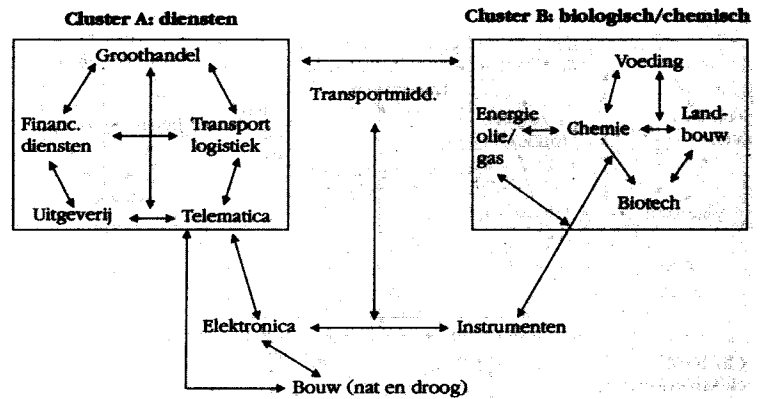 Cluster A: diensten
Cluster B: biologisch/chemisch
Groothandel
Financ.
diensten
Transport
logistiek
Uitgeverij
Telematica
Transportmidd.
Voeding
Energie
olie/
gas
Chemie
Land-
bouw
Biotech
Elektronica
Instrumenten
Bouw (nat en droog)